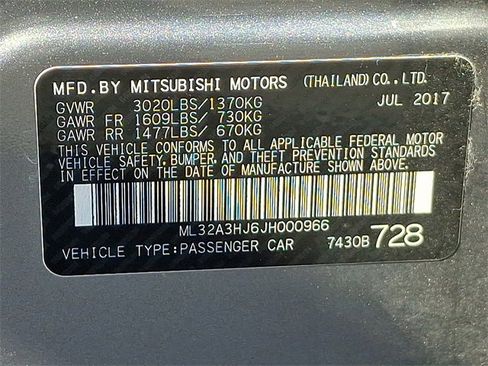 MFD.BY MITSUBISHI MOTORS (THAILAND) CO.,LTD.
GVWR 3020LBS/1370KG JUL 2017
GAWR FR 1609LBS/ 730KG
GAWR RR 1477LBS/ 670KG
THIS VEHICLE CONFORMS TO ALL APPLICABLE FEDERAL MOTOR
VEHICLE SAFETY, BUMPER, AND THEFT PREVENTION STANDARDS
IN EFFECT ON THE DATE OF MANUFACTURE SHOWN ABOVE.
ML32A3HJ6JH000966
VEHICLE TYPE:PASSENGER CAR 7430B 728